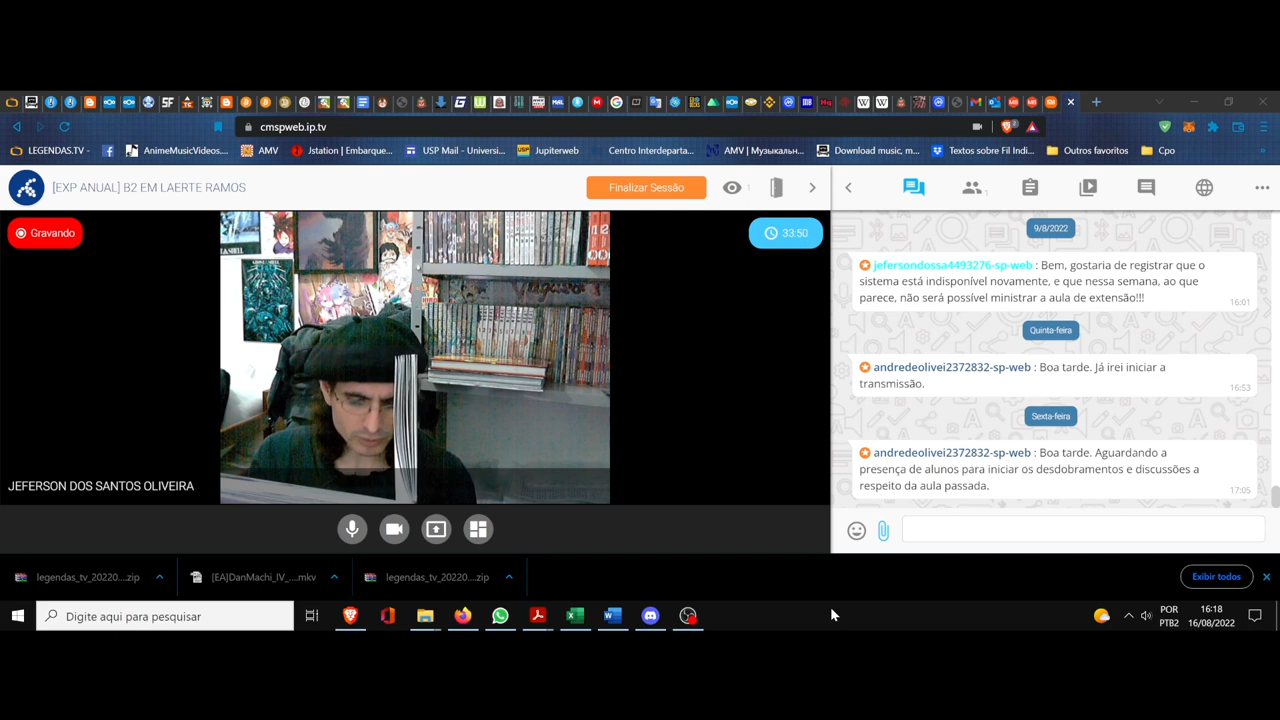 cmspweb.ip.tv
2
LEGENDAS.TV -
AnimeMusicVideos...
AMV
Jstation | Embarque...
USP Mail - Universi...
Jupiterweb
Centro Interdeparta...
AMV | Музыкальн...
Download music, m...
Textos sobre Fil Indi...
Outros favoritos
Cpo
[EXP ANUAL] B2 EM LAERTE RAMOS
Finalizar Sessão
1
1
Gravando
33:50
JEFERSON DOS SANTOS OLIVEIRA
9/8/2022
jefersondossa4493276-sp-web : Bem, gostaria de registrar que o
sistema está indisponível novamente, e que nessa semana, ao que
parece, não será possível ministrar a aula de extensão!!!
16:01
Quinta-feira
andredeolivei2372832-sp-web : Boa tarde. Já irei iniciar a
transmissão.
16:53
Sexta-feira
andredeolivei2372832-sp-web : Boa tarde. Aguardando a
presença de alunos para iniciar os desdobramentos e discussões a
respeito da aula passada.
17:05
legendas_tv_20220....zip
[EA]DanMachi_IV_....mkv
legendas_tv_20220....zip
Exibir todos
Digite aqui para pesquisar
POR
PTB2
16:18
16/08/2022